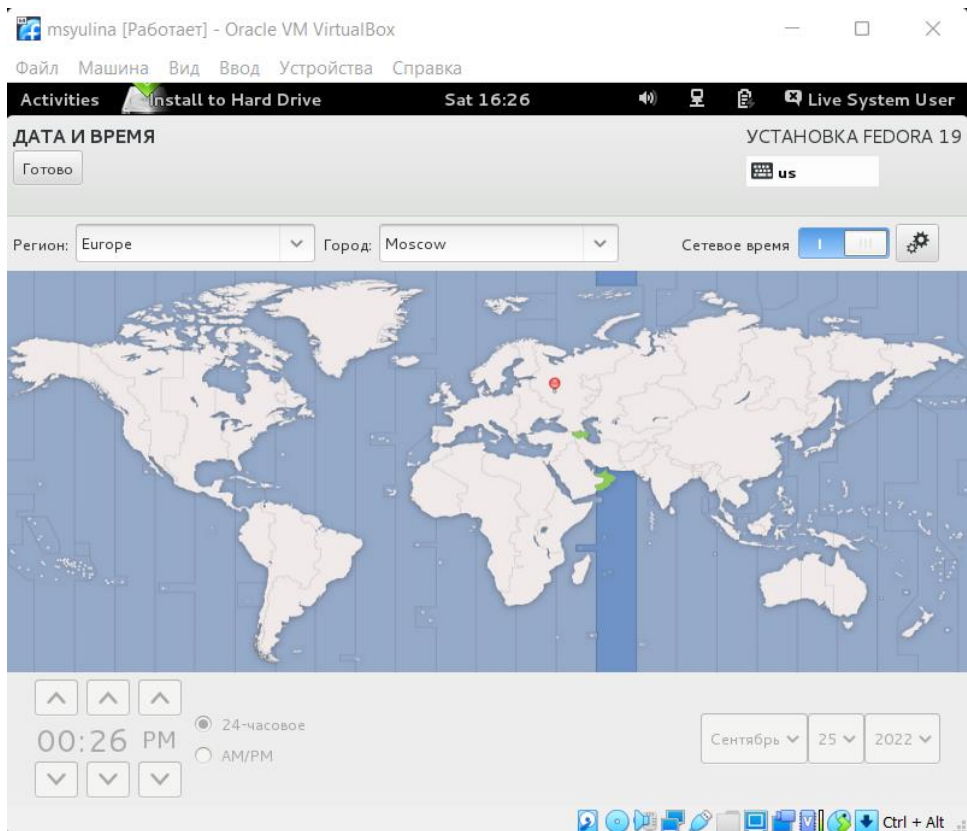 msyulina [Работает] - Oracle VM VirtualBox
Файл Машина Вид Ввод Устройства Справка
Activities Install to Hard Drive Sat 16:26 Live System User
ДАТА И ВРЕМЯ УСТАНОВКА FEDORA 19
Готово us
Регион: Europe Город: Moscow Сетевое время
24-часовое
00:26 PM Сентябрь 25 2022
AM/PM
Ctrl + Alt